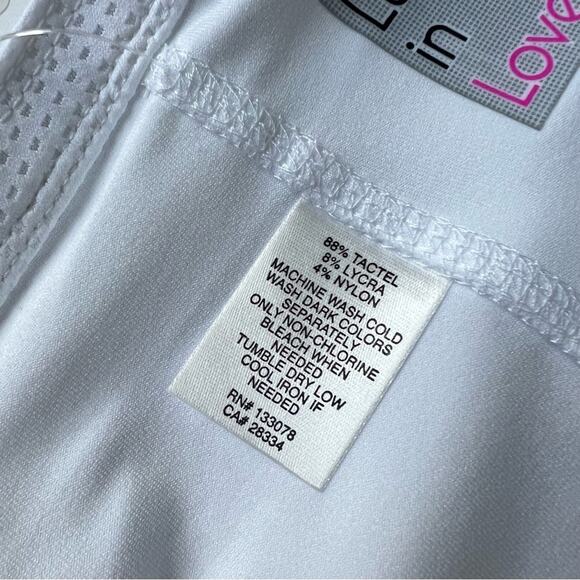 in
Love
88% TACTEL
8% LYCRA
4% NYLON
MACHINE WASH COLD
WASH DARK COLORS
SEPARATELY
ONLY NON-CHLORINE
BLEACH WHEN
NEEDED
TUMBLE DRY LOW
COOL IRON IF
NEEDED
RN# 133078
CA# 28334